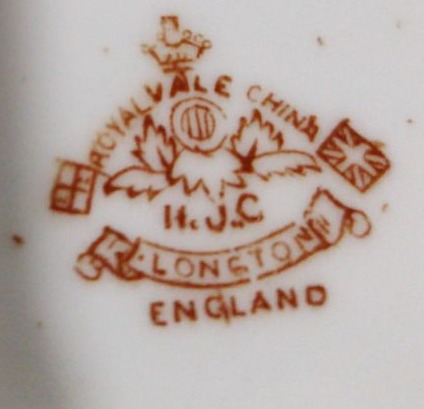 ROYAL VALE CHINA
H.J.C
LONGTON
ENGLAND